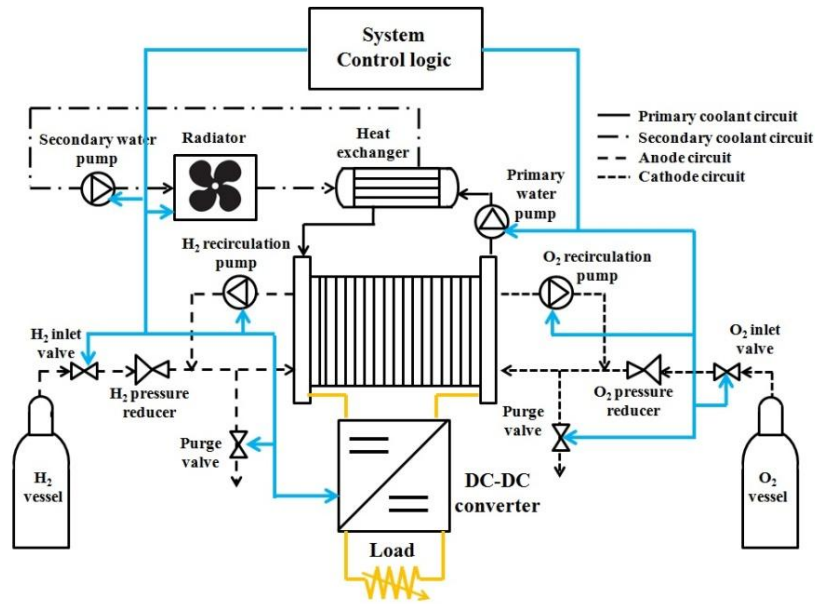 System
Control logic
Primary coolant circuit
Secondary coolant circuit
Anode circuit
Cathode circuit
Secondary water
pump
Radiator
Heat
exchanger
Primary
water
pump
H₂ recirculation
pump
O₂ recirculation
pump
H₂ inlet
valve
O₂ inlet
valve
H₂ pressure
reducer
O₂ pressure
reducer
Purge
valve
Purge
valve
H₂
vessel
DC-DC
converter
O₂
vessel
Load